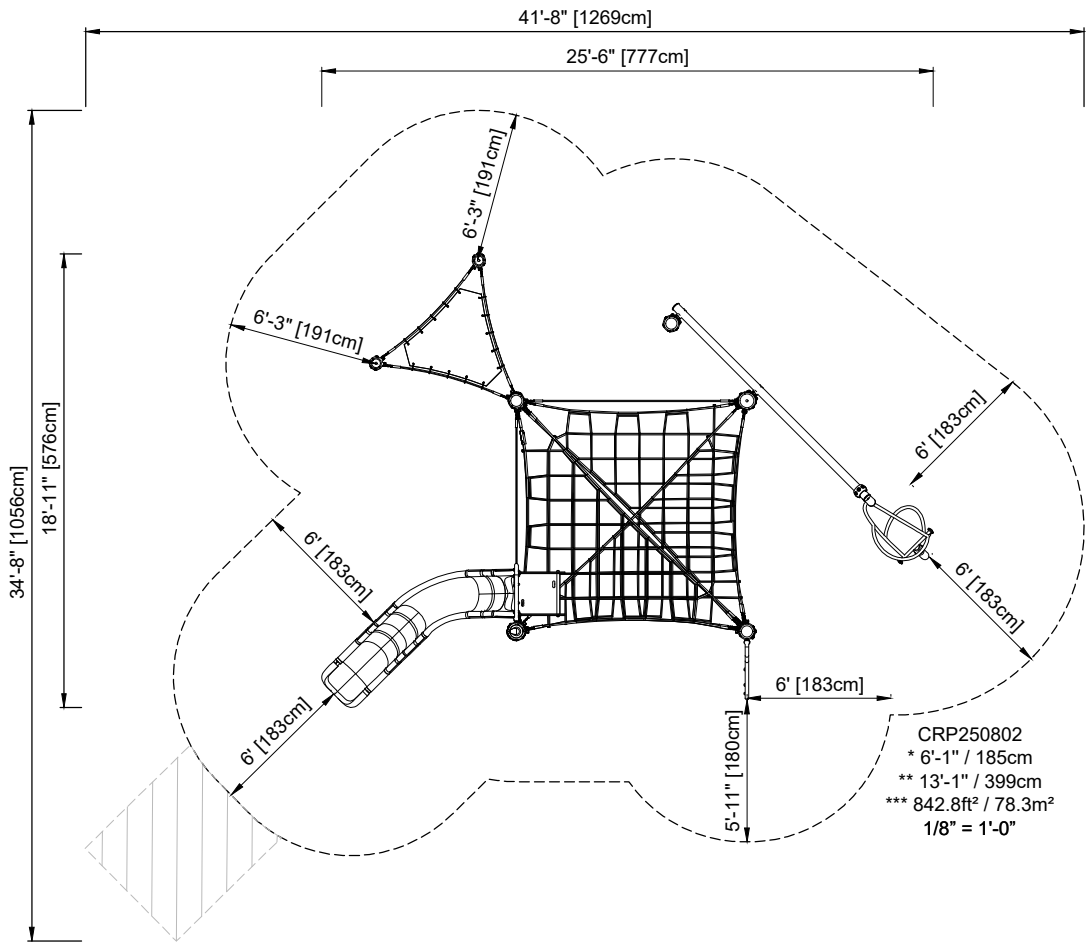 41'-8" [1269cm]
25'-6" [777cm]
6'-3" [191cm]
6'-3" [191cm]
34'-8" [1056cm]
18'-11" [576cm]
6' [183cm]
6' [183cm]
6' [183cm]
6' [183cm]
6' [183cm]
5'-11" [180cm]
CRP250802
* 6'-1" / 185cm
** 13'-1" / 399cm
*** 842.8ft² / 78.3m²
1/8” = 1'-0”